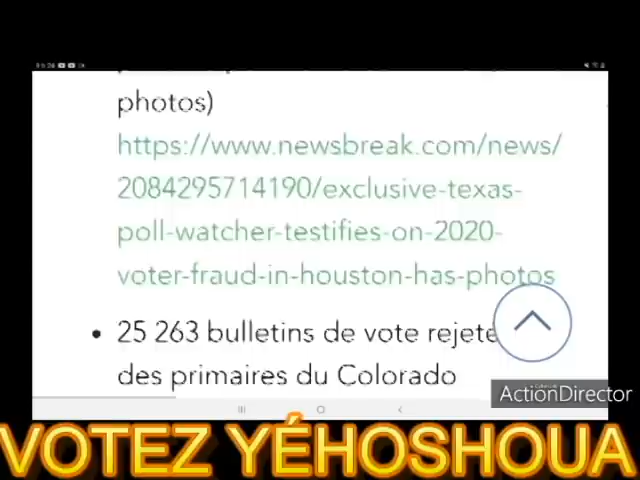 photos)
https://www.newsbreak.com/news/
2084295714190/exclusive-texas-
poll-watcher-testifies-on-2020-
voter-fraud-in-houston-has-photos
25 263 bulletins de vote rejeté
des primaires du Colorado
ActionDirector
VOTEZ YÉHOSHOUA